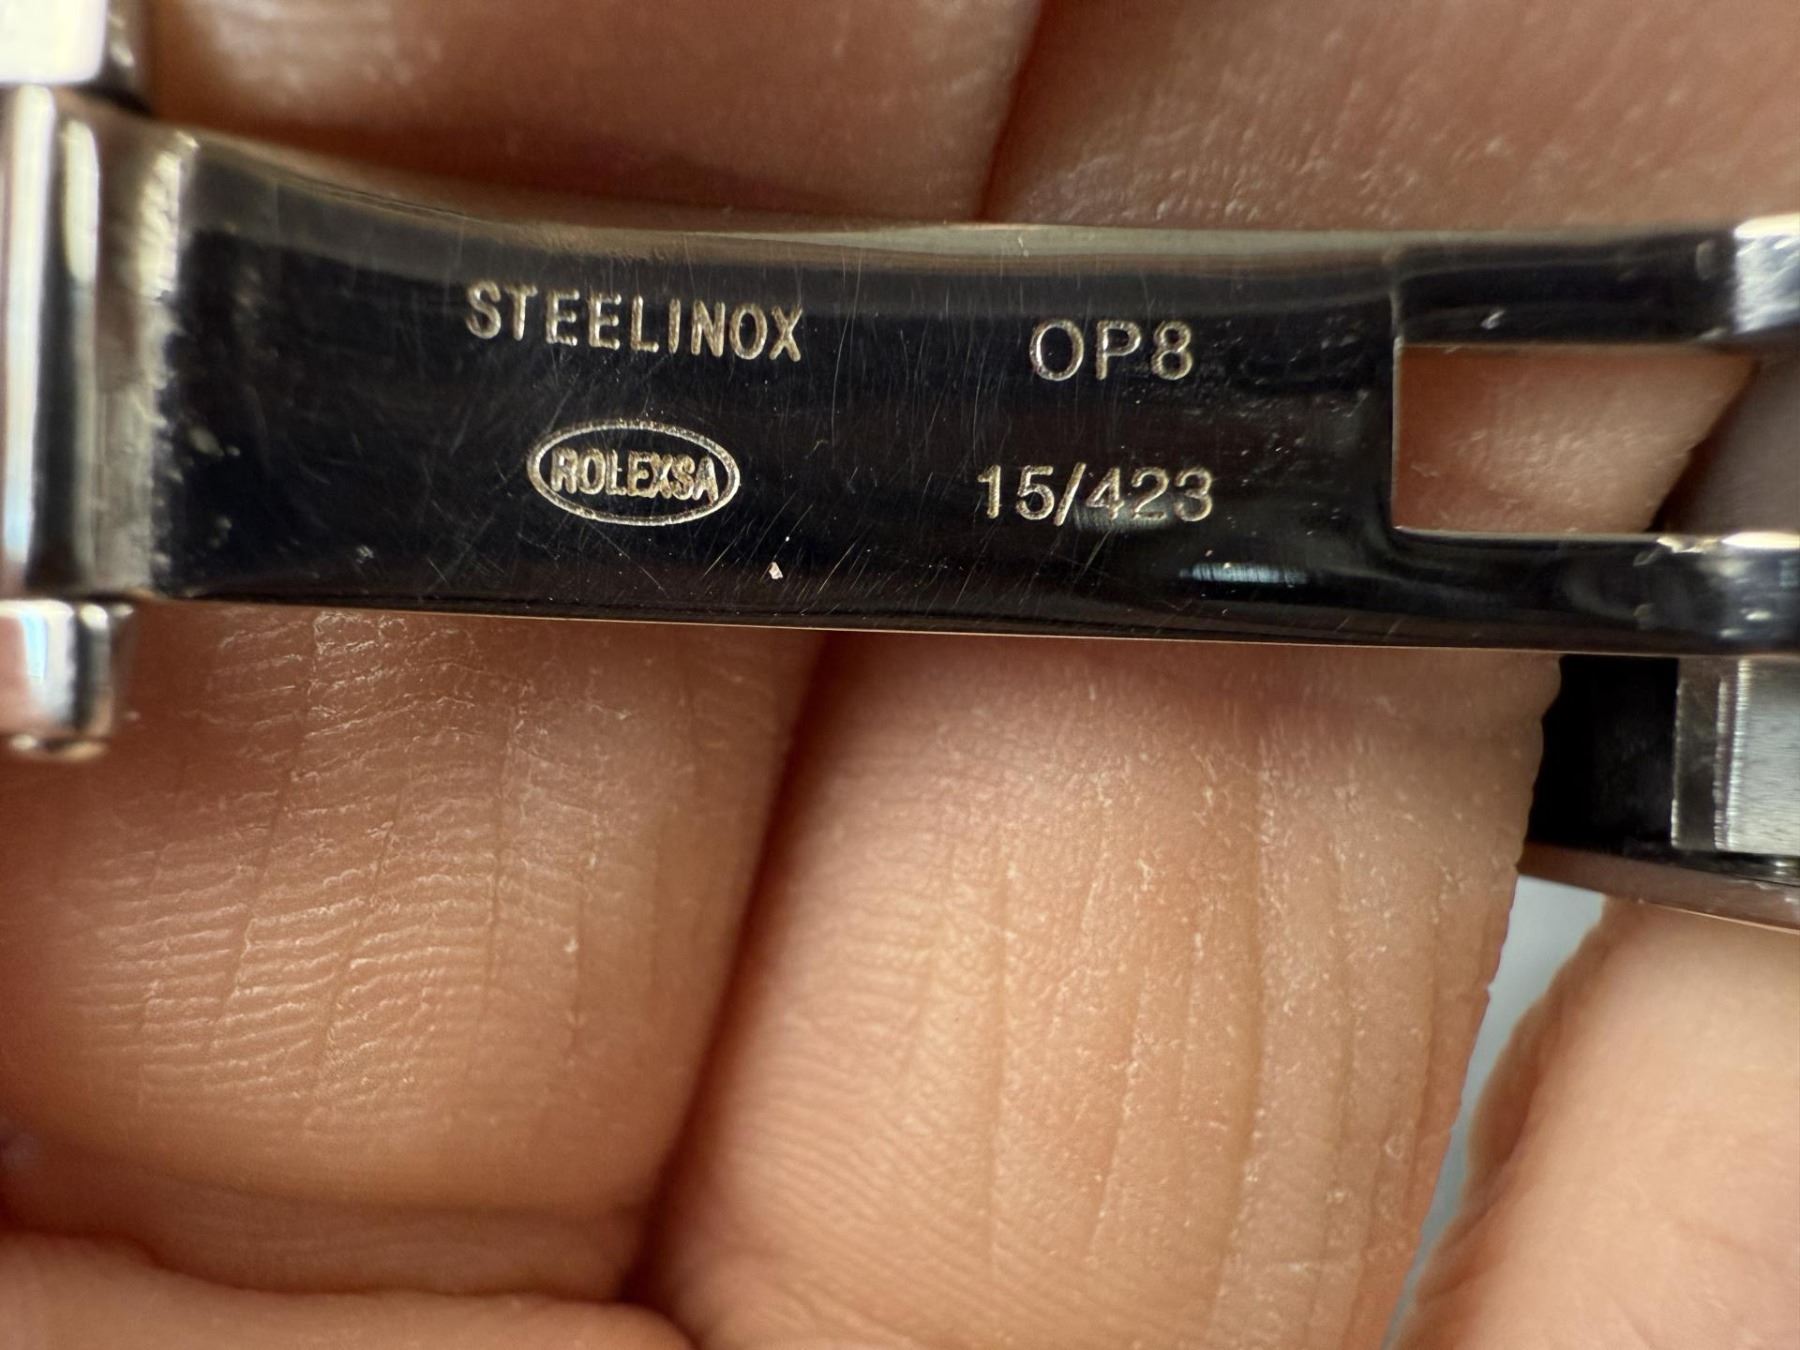 STEELINOX
OP8
ROLEXSA
15/423